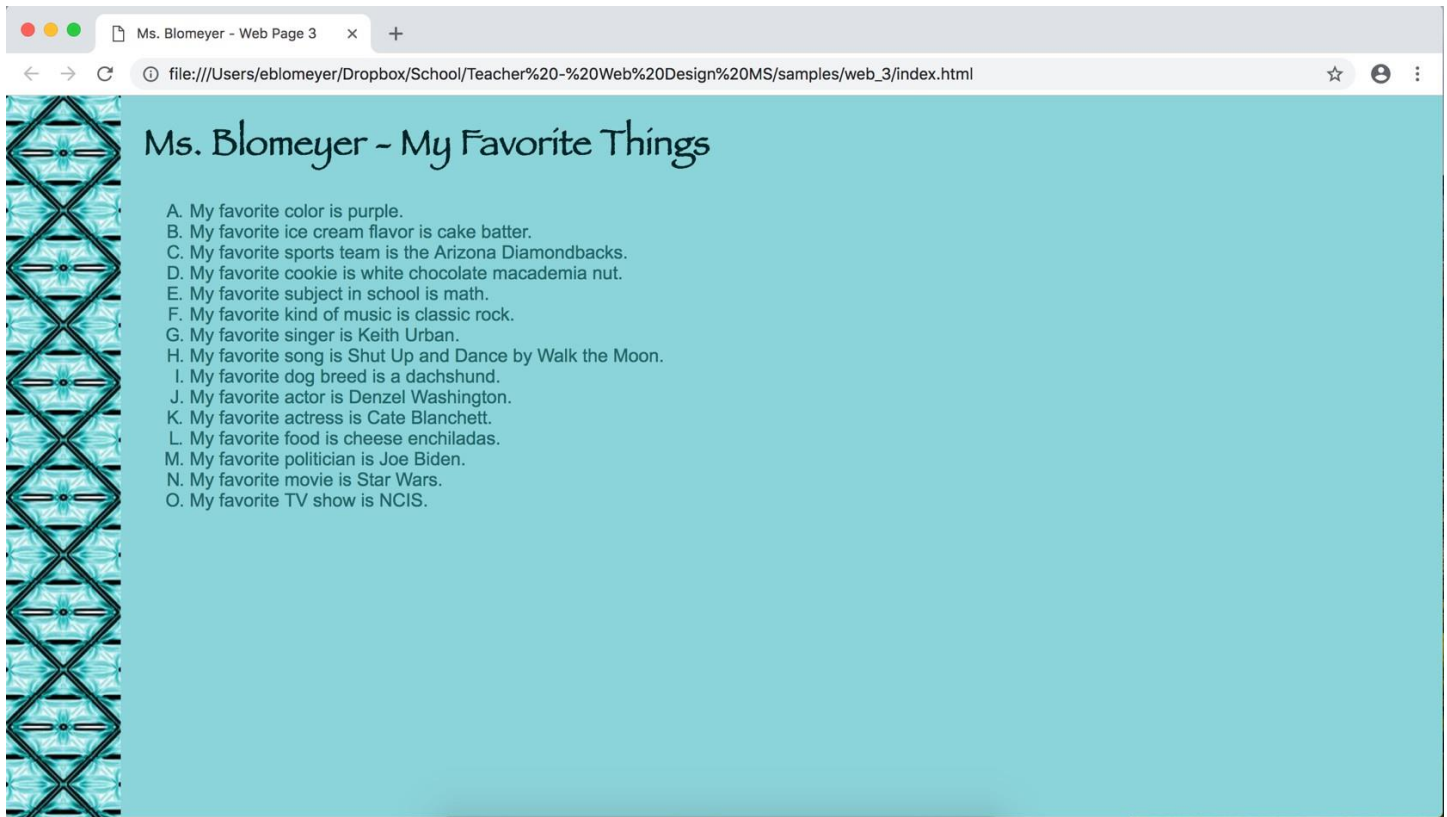 Ms. Blomeyer - Web Page 3
file:///Users/eblomeyer/Dropbox/School/Teacher%20-%20Web%20Design%20MS/samples/web_3/index.html
Ms. Blomeyer - My Favorite Things
A. My favorite color is purple.
B. My favorite ice cream flavor is cake batter.
C. My favorite sports team is the Arizona Diamondbacks.
D. My favorite cookie is white chocolate macademia nut.
E. My favorite subject in school is math.
F. My favorite kind of music is classic rock.
G. My favorite singer is Keith Urban.
H. My favorite song is Shut Up and Dance by Walk the Moon.
I. My favorite dog breed is a dachshund.
J. My favorite actor is Denzel Washington.
K. My favorite actress is Cate Blanchett.
L. My favorite food is cheese enchiladas.
M. My favorite politician is Joe Biden.
N. My favorite movie is Star Wars.
O. My favorite TV show is NCIS.